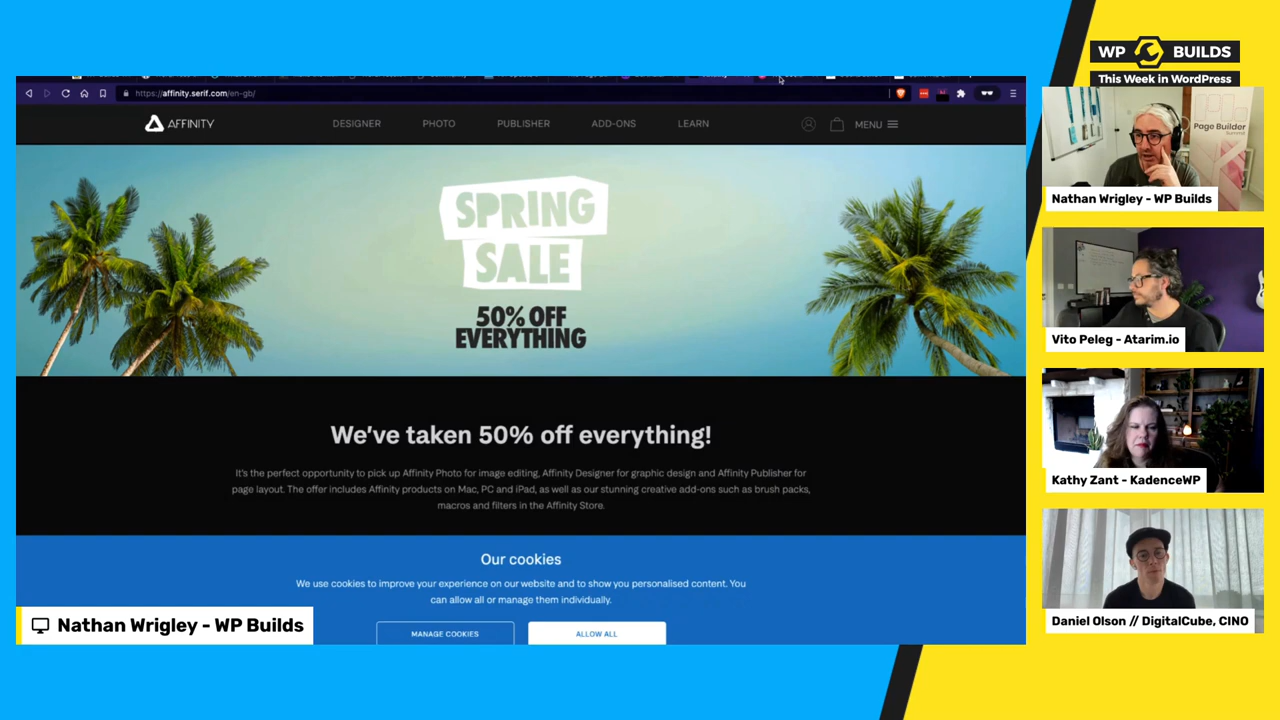 WP BUILDS
This Week in WordPress
https://affinity.serif.com/en-gb/
AFFINITY
DESIGNER
PHOTO
PUBLISHER
ADD-ONS
LEARN
MENU
SPRING
SALE
50% OFF
EVERYTHING
We've taken 50% off everything!
It's the perfect opportunity to pick up Affinity Photo for image editing, Affinity Designer for graphic design and Affinity Publisher for
page layout. The offer includes Affinity products on Mac, PC and iPad, as well as our stunning creative add-ons such as brush packs,
macros and filters in the Affinity Store.
Our cookies
We use cookies to improve your experience on our website and to show you personalised content. You
can allow all or manage them individually.
MANAGE COOKIES
ALLOW ALL
Nathan Wrigley - WP Builds
Page Builder
Summit
Nathan Wrigley - WP Builds
Vito Peleg - Atarim.io
Kathy Zant - KadenceWP
Daniel Olson // DigitalCube, CINO